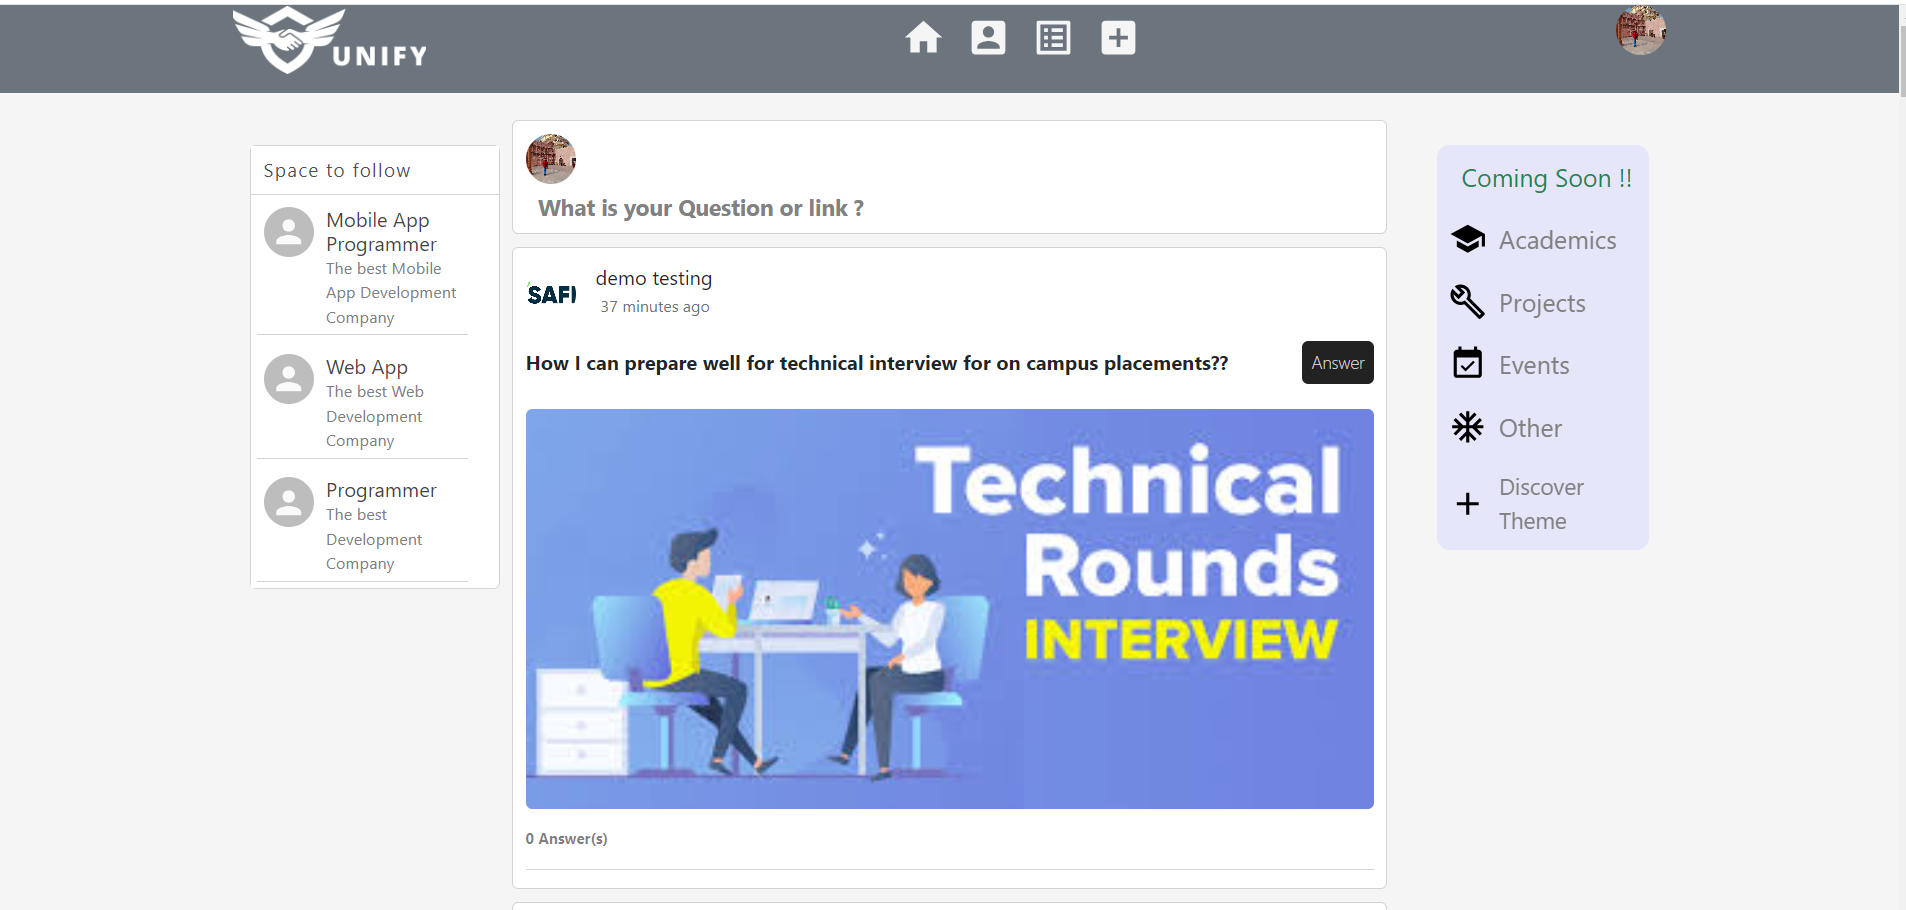 UNIFY
Space to follow
Mobile App
Programmer
The best Mobile
App Development
Company
Web App
The best Web
Development
Company
Programmer
The best
Development
Company
What is your Question or link ?
SAFI
demo testing
37 minutes ago
How I can prepare well for technical interview for on campus placements??
Answer
Technical
Rounds
INTERVIEW
0 Answer(s)
Coming Soon !!
Academics
Projects
Events
Other
Discover
Theme